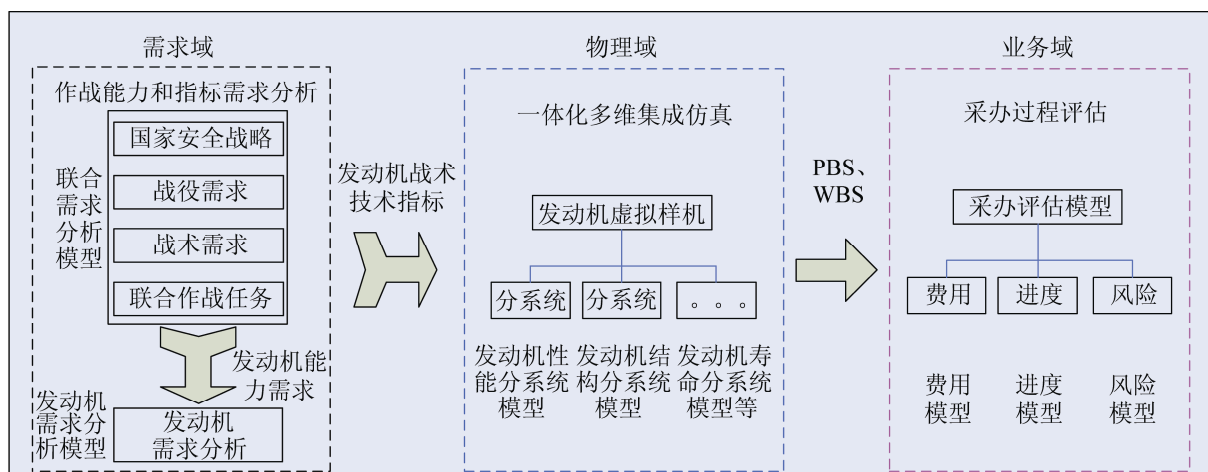 需求域
作战能力和指标需求分析
国家安全战略
战役需求
战术需求
联合作战任务
联合
需求
分析
模型
发动机能
力需求
发动机
需求分
析模型
发动机
需求分析
发动机战术
技术指标
物理域
一体化多维集成仿真
发动机虚拟样机
分系统
分系统
。。。
发动机性
能分系统
模型
发动机结
构分系统
模型
发动机寿
命分系统
模型等
PBS、
WBS
业务域
采办过程评估
采办评估模型
费用
进度
风险
费用
模型
进度
模型
风险
模型